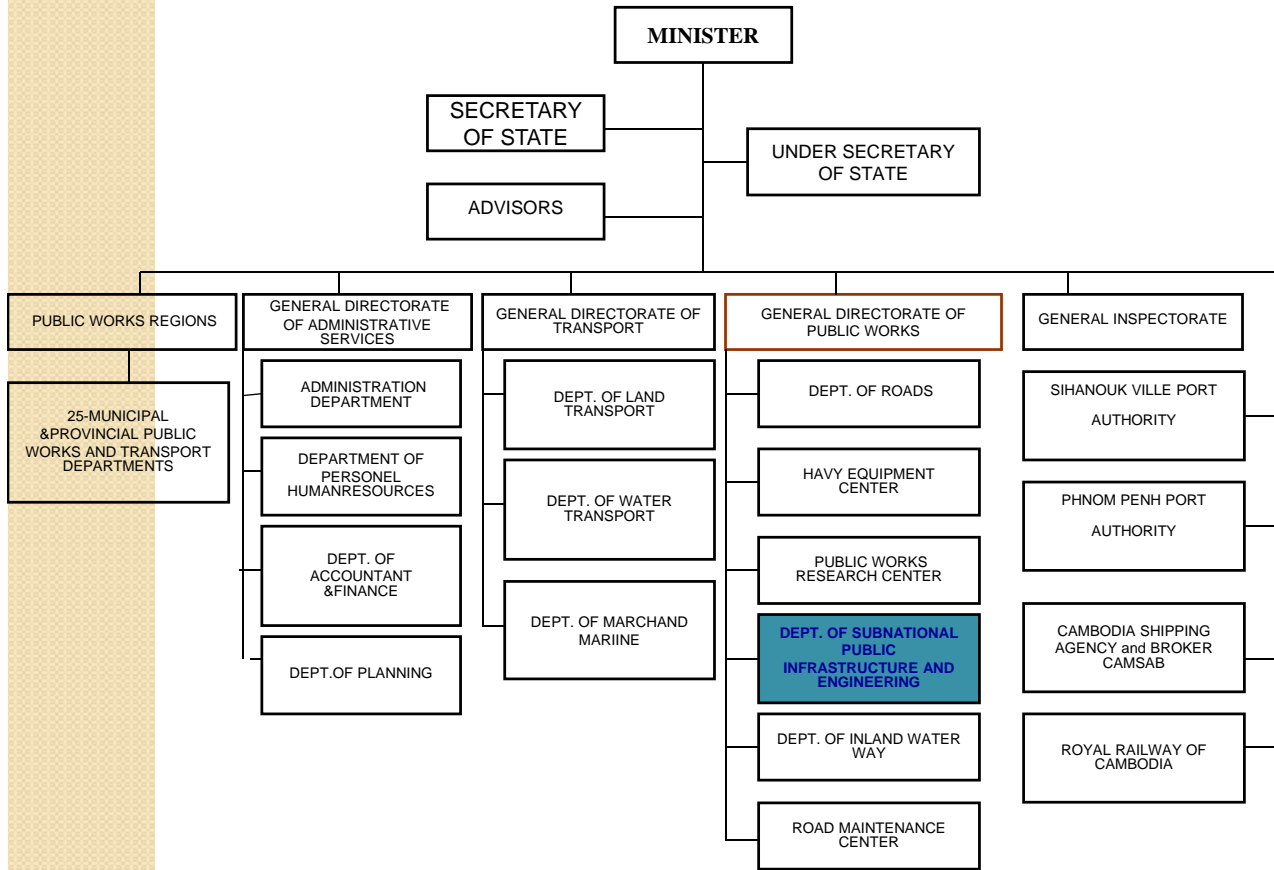 MINISTER
SECRETARY
OF STATE
UNDER SECRETARY
OF STATE
ADVISORS
PUBLIC WORKS REGIONS
25-MUNICIPAL
&PROVINCIAL PUBLIC
WORKS AND TRANSPORT
DEPARTMENTS
GENERAL DIRECTORATE
OF ADMINISTRATIVE
SERVICES
ADMINISTRATION
DEPARTMENT
DEPARTMENT OF
PERSONEL
HUMANRESOURCES
DEPT. OF
ACCOUNTANT
&FINANCE
DEPT.OF PLANNING
GENERAL DIRECTORATE OF
TRANSPORT
DEPT. OF LAND
TRANSPORT
DEPT. OF WATER
TRANSPORT
DEPT. OF MARCHAND
MARIINE
GENERAL DIRECTORATE OF
PUBLIC WORKS
DEPT. OF ROADS
HAVY EQUIPMENT
CENTER
PUBLIC WORKS
RESEARCH CENTER
DEPT. OF SUBNATIONAL
PUBLIC
INFRASTRUCTURE AND
ENGINEERING
DEPT. OF INLAND WATER
WAY
ROAD MAINTENANCE
CENTER
GENERAL INSPECTORATE
SIHANOUK VILLE PORT
AUTHORITY
PHNOM PENH PORT
AUTHORITY
CAMBODIA SHIPPING
AGENCY and BROKER
CAMSAB
ROYAL RAILWAY OF
CAMBODIA